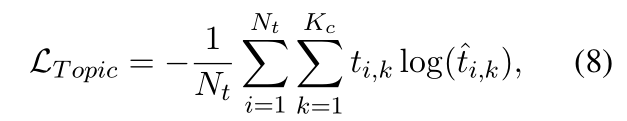 $$\mathcal{L}_{Topic} = -\frac{1}{N_t} \sum_{i=1}^{N_t} \sum_{k=1}^{K_c} t_{i,k} \log(\hat{t}_{i,k}), \quad (8)$$